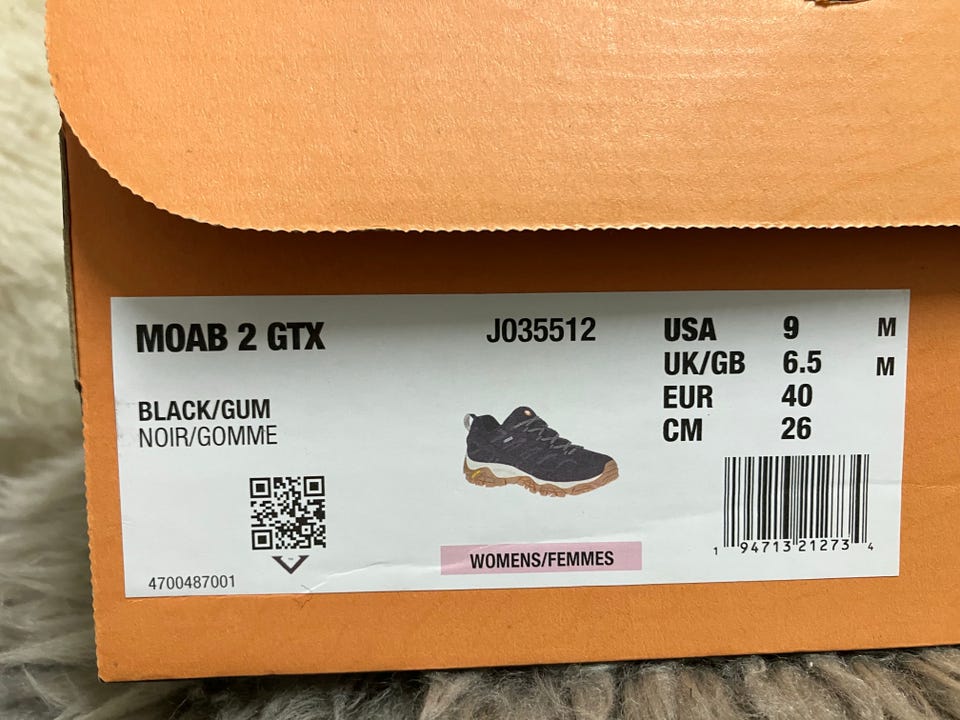 MOAB 2 GTX
J035512
USA 9 M
UK/GB 6.5 M
EUR 40
CM 26
BLACK/GUM
NOIR/GOMME
WOMENS/FEMMES
4700487001
1 94713 21273 4